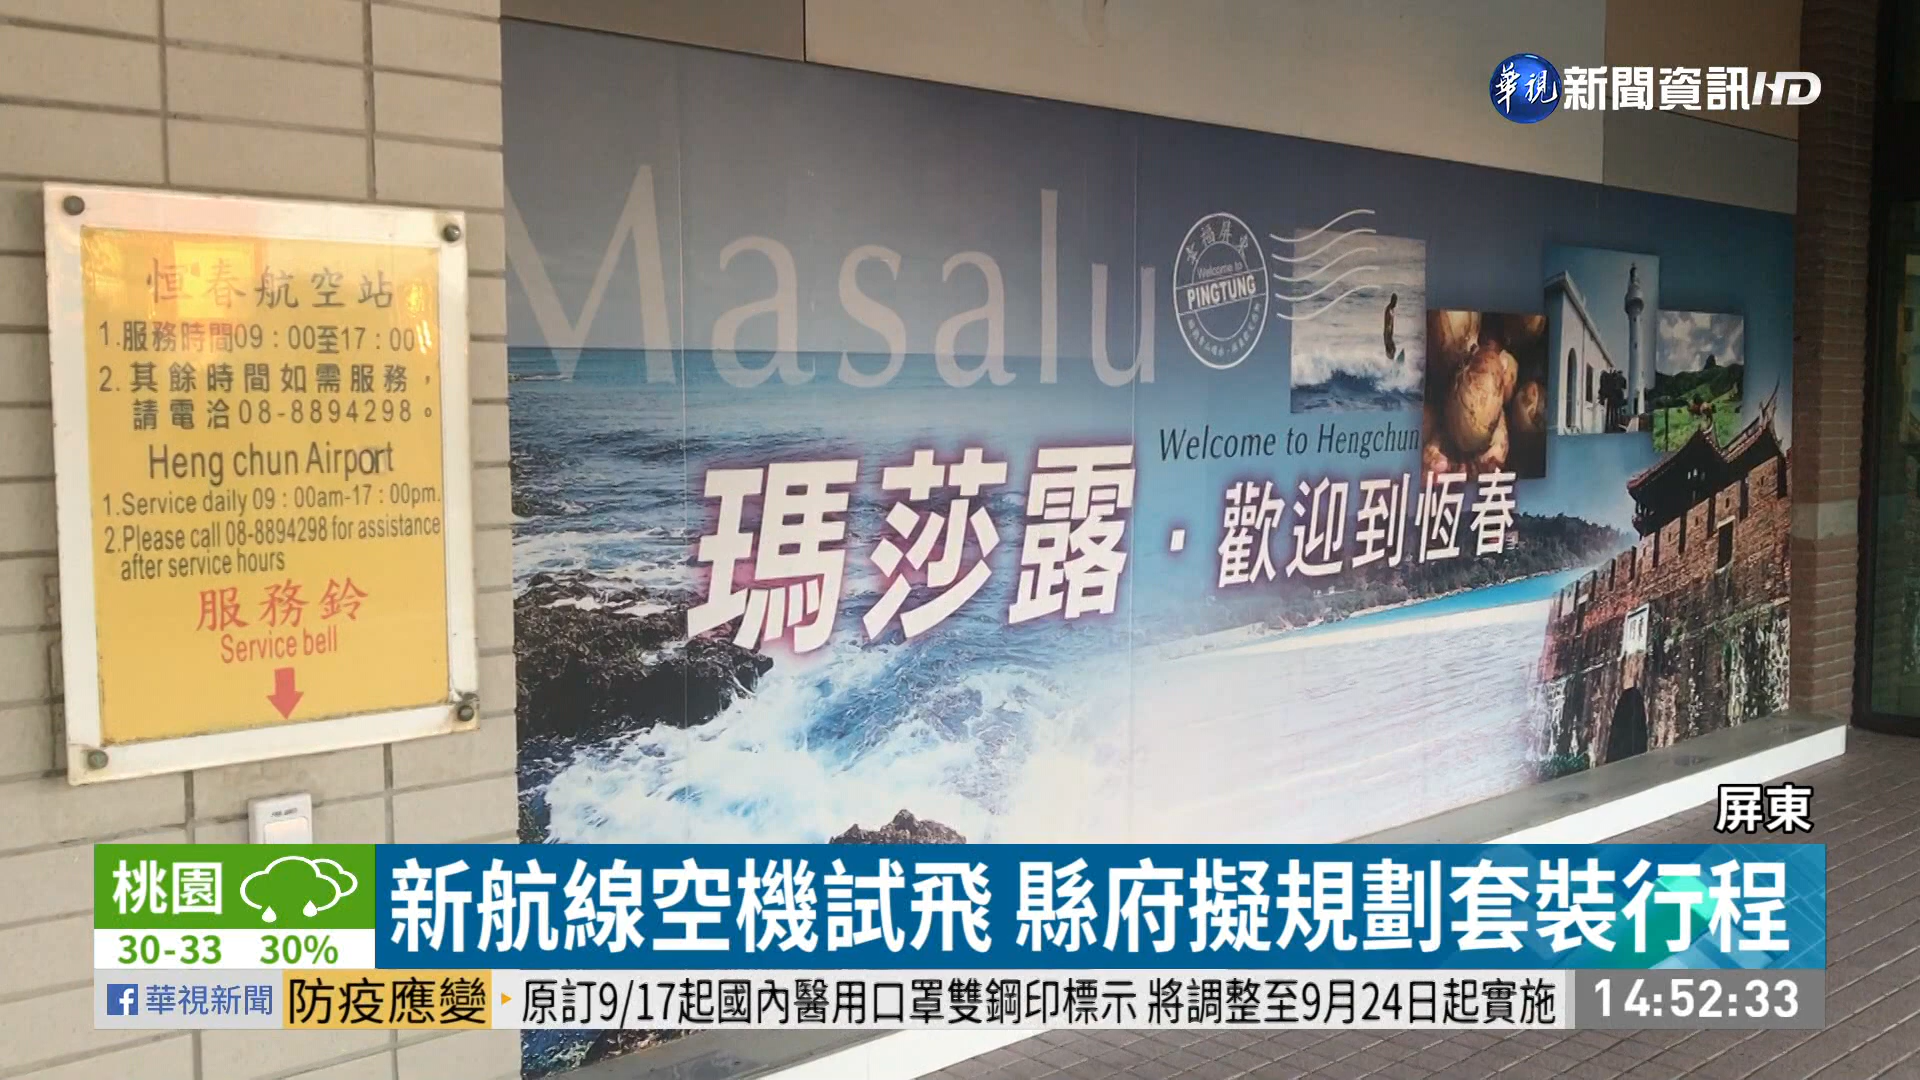 華視 新聞資訊HD
恒春航空站
1.服務時間09:00至17:00
2.其餘時間如需服務，
請電洽08-8894298。
Heng chun Airport
1.Service daily 09:00am-17:00pm.
2.Please call 08-8894298 for assistance
after service hours
服務鈴
Service bell
Masalu
幸福屏東
Welcome to
PINGTUNG
Welcome to Hengchun
瑪莎露·歡迎到恆春
屏東
桃園
30-33 30%
新航線空機試飛 縣府擬規劃套裝行程
華視新聞 防疫應變 原訂9/17起國內醫用口罩雙鋼印標示 將調整至9月24日起實施
14:52:33